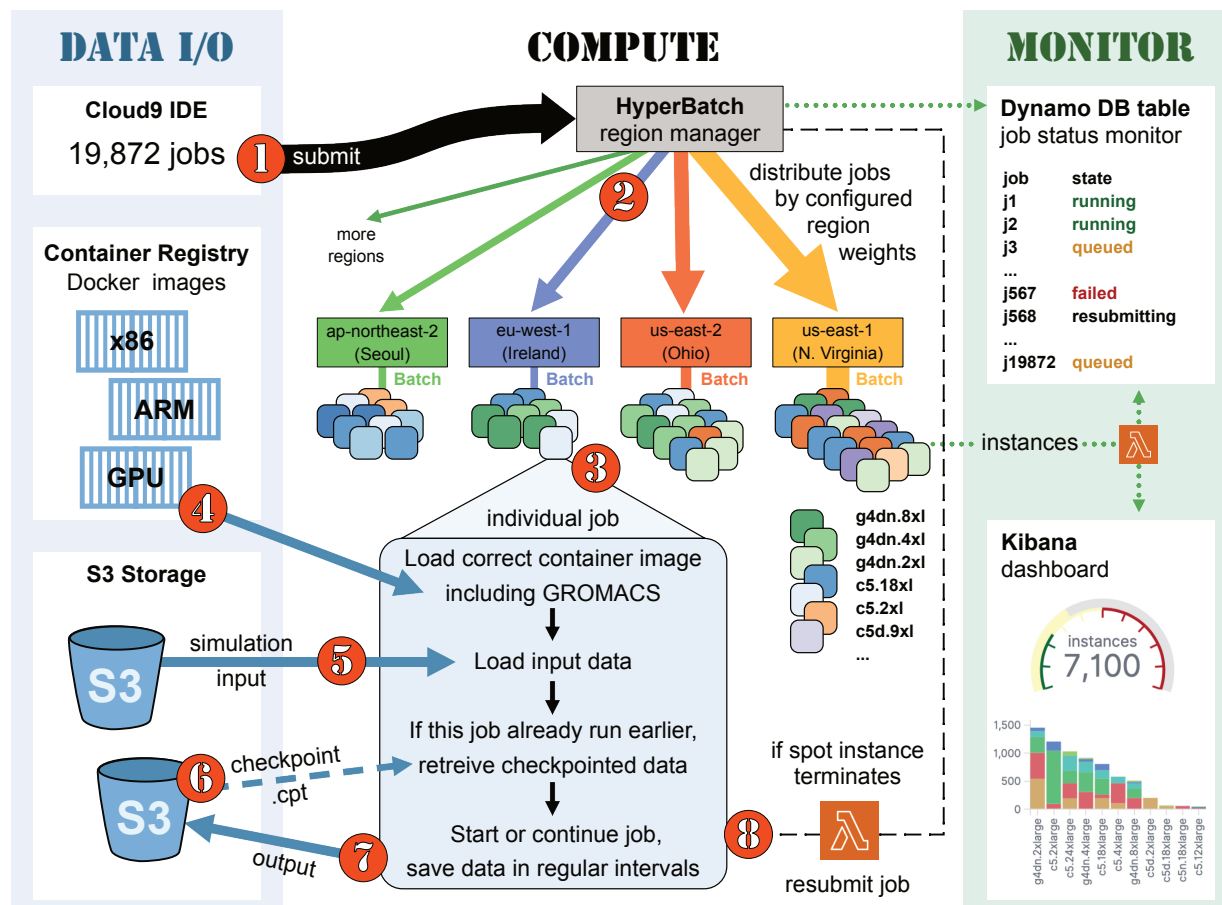 DATA I/O
COMPUTE
MONITOR
Cloud9 IDE
19,872 jobs
1
submit
HyperBatch
region manager
2
distribute jobs
by configured
region
weights
more
regions
ap-northeast-2
(Seoul)
eu-west-1
(Ireland)
us-east-2
(Ohio)
us-east-1
(N. Virginia)
Batch
Batch
Batch
Batch
Container Registry
Docker images
x86
ARM
GPU
4
3
individual job
Load correct container image
including GROMACS
Load input data
If this job already run earlier,
retreive checkpointed data
Start or continue job,
save data in regular intervals
g4dn.8xl
g4dn.4xl
g4dn.2xl
c5.18xl
c5.2xl
c5d.9xl
...
S3 Storage
S3
simulation
input
5
S3
6
checkpoint
.cpt
output
7
8
if spot instance
terminates
resubmit job
Dynamo DB table
job status monitor
job state
j1 running
j2 running
j3 queued
...
j567 failed
j568 resubmitting
...
j19872 queued
instances
Kibana
dashboard
instances
7,100
1,500
1,000
500
0
g4dn.2xlarge
c5.2xlarge
c5.24xlarge
g4dn.4xlarge
c5.18xlarge
c5.4xlarge
g4dn.8xlarge
c5d.2xlarge
c5d.18xlarge
c5n.18xlarge
c5.12xlarge